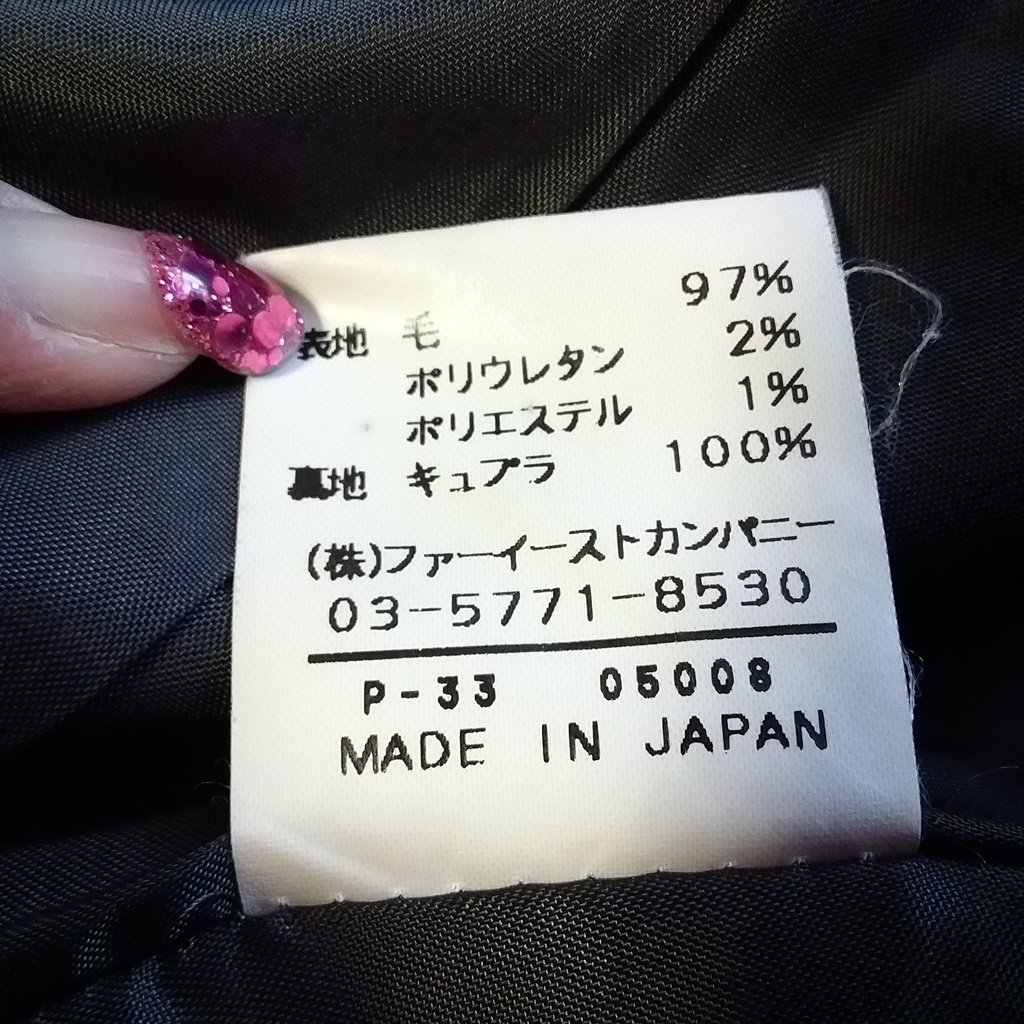 表地 毛 97%
ポリウレタン 2%
ポリエステル 1%
裏地 キュプラ 100%
(株)ファーイーストカンパニー
03-5771-8530
P-33 05008
MADE IN JAPAN